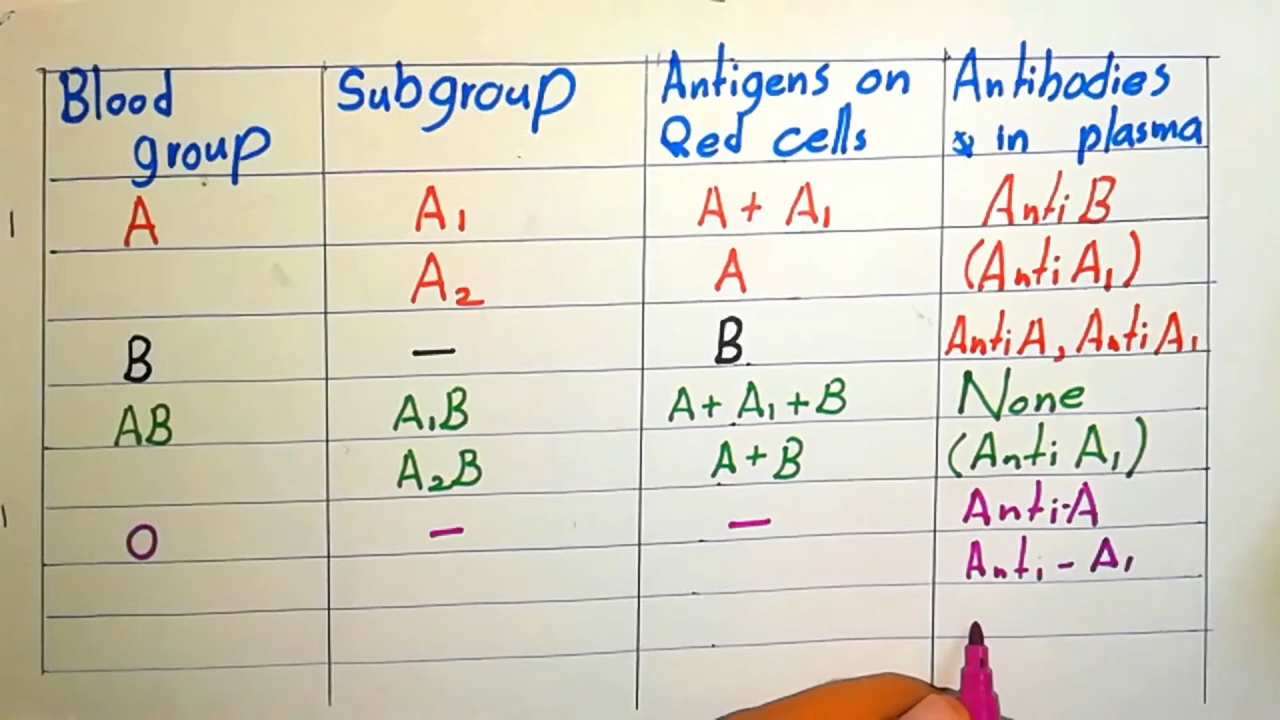 Blood group Subgroup Antigens on Red cells Antibodies in plasma
A A₁ A + A₁ Anti B
A₂ A (Anti A₁)
B — B Anti A, Anti A₁
AB A₁B A + A₁ + B None
A₂B A + B (Anti A₁)
O — — Anti-A
Anti - A₁